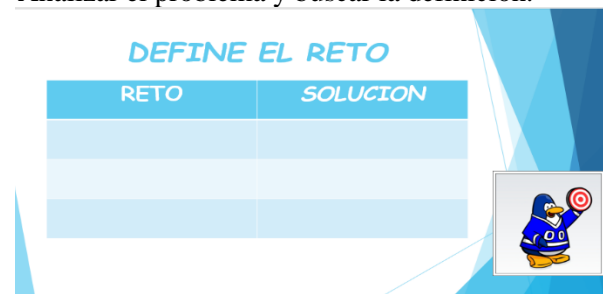 Analizar el problema y buscar la definición.
DEFINE EL RETO
RETO SOLUCION